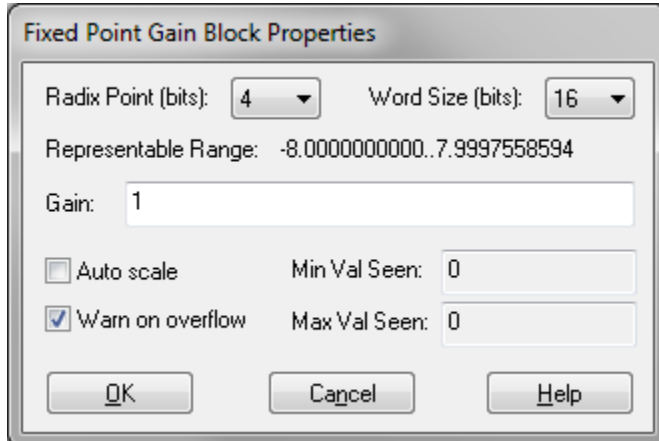 Fixed Point Gain Block Properties
Radix Point (bits): 4 Word Size (bits): 16
Representable Range: -8.0000000000..7.9997558594
Gain: 1
Auto scale Min Val Seen: 0
Warn on overflow Max Val Seen: 0
OK Cancel Help